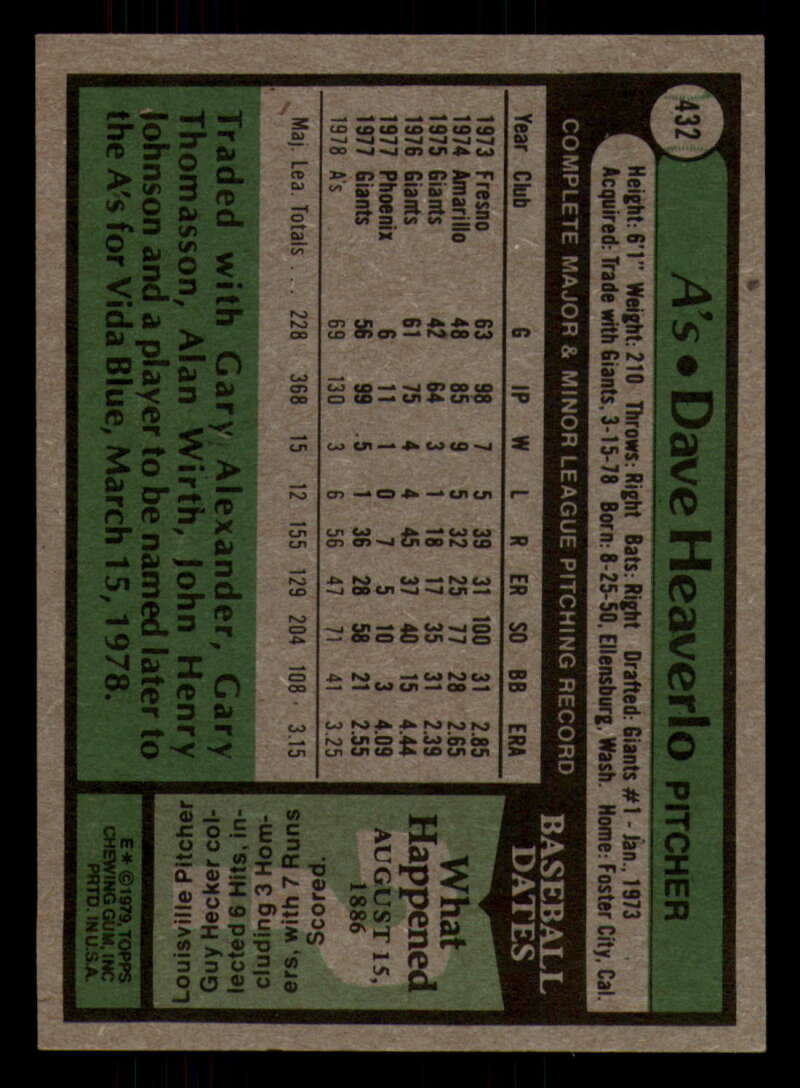 432
A's • Dave Heaverlo PITCHER
Height: 6'1" Weight: 210 Throws: Right Bats: Right Drafted: Giants #1 - Jan., 1973
Acquired: Trade with Giants, 3-15-78 Born: 8-25-50, Ellensburg, Wash. Home: Foster City, Cal.
COMPLETE MAJOR & MINOR LEAGUE PITCHING RECORD
Year Club G IP W L R ER SO BB ERA
1973 Fresno 63 98 7 5 39 31 100 31 2.85
1974 Amarillo 48 85 9 5 32 25 77 28 2.65
1975 Giants 42 64 3 1 18 17 35 31 2.39
1976 Giants 61 75 4 4 45 37 40 15 4.44
1977 Phoenix 6 11 1 0 7 5 10 3 4.09
1977 Giants 56 99 5 1 36 28 58 21 2.55
1978 A's 69 130 3 6 56 47 71 41 3.25
Maj. Lea. Totals ... 228 368 15 12 155 129 204 108 3.15
Traded with Gary Alexander, Gary
Thomasson, Alan Wirth, John Henry
Johnson and a player to be named later to
the A's for Vida Blue, March 15, 1978.
BASEBALL
DATES
What
Happened
AUGUST 15,
1886
Louisville Pitcher
Guy Hecker col-
lected 6 Hits, in-
cluding 3 Hom-
ers, with 7 Runs
Scored.
E* © 1979, TOPPS
CHEWING GUM, INC
PRTD. IN U.S.A.